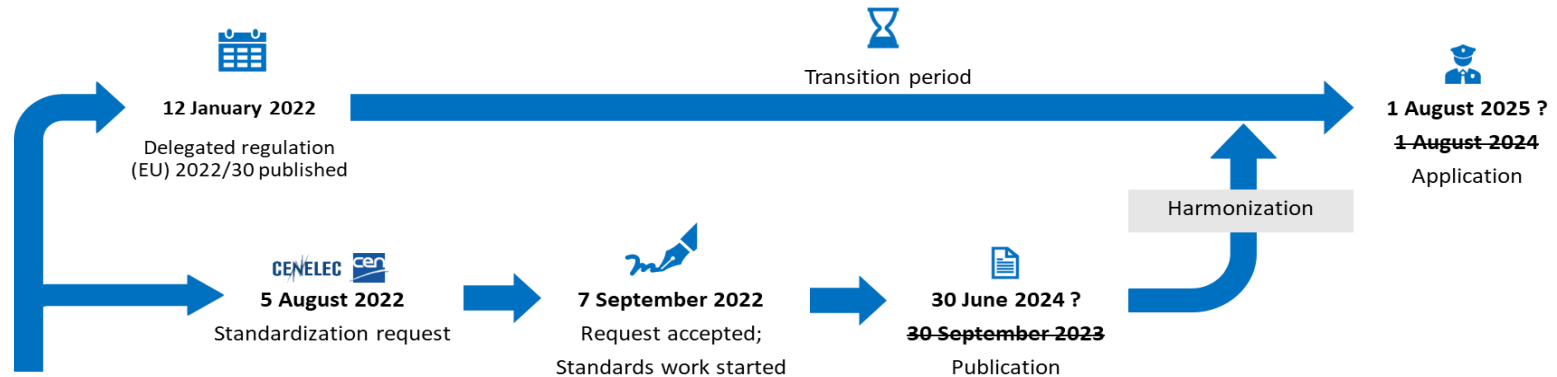 Transition period
12 January 2022
Delegated regulation
(EU) 2022/30 published
1 August 2025 ?
1 August 2024
Application
Harmonization
CENELEC cen
5 August 2022
Standardization request
7 September 2022
Request accepted;
Standards work started
30 June 2024 ?
30 September 2023
Publication